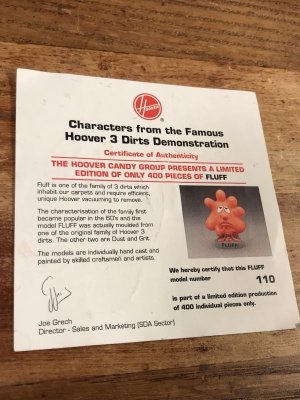 HOOVER
Characters from the Famous
Hoover 3 Dirts Demonstration
Certificate of Authenticity
THE HOOVER CANDY GROUP PRESENTS A LIMITED
EDITION OF ONLY 400 PIECES OF FLUFF
Fluff is one of the family of 3 dirts which
inhabit our carpets and require efficient,
unique Hoover vacuuming to remove.
The characterisation of the family first
became popular in the 60's and this
model FLUFF was actually moulded from
one of the original family of Hoover 3
dirts. The other two are Dust and Grit.
The models are individually hand cast and
painted by skilled craftsmen and artists.
FLUFF
We hereby certify that this FLUFF
model number 110
is part of a limited edition production
of 400 individual pieces only.
Joe Grech
Director - Sales and Marketing (SDA Sector)